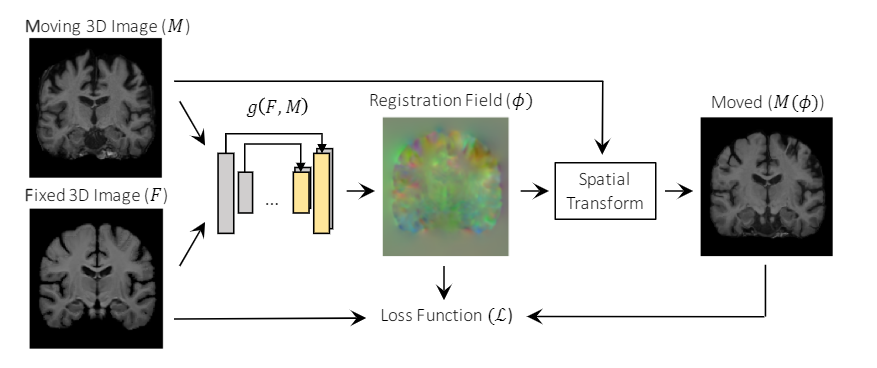 Moving 3D Image (M)
g(F, M)
Registration Field (ϕ)
Moved (M(ϕ))
Spatial
Transform
Fixed 3D Image (F)
...
Loss Function (ℒ)